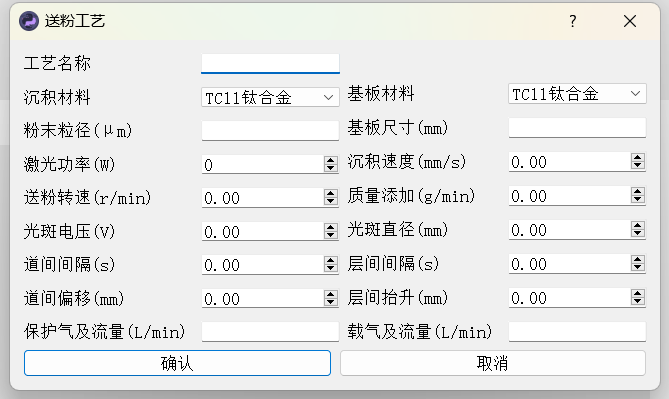 送粉工艺 ?
工艺名称
沉积材料 TC11钛合金 基板材料 TC11钛合金
粉末粒径(μm) 基板尺寸(mm)
激光功率(W) 0 沉积速度(mm/s) 0.00
送粉转速(r/min) 0.00 质量添加(g/min) 0.00
光斑电压(V) 0.00 光斑直径(mm) 0.00
道间间隔(s) 0.00 层间间隔(s) 0.00
道间偏移(mm) 0.00 层间抬升(mm) 0.00
保护气及流量(L/min) 载气及流量(L/min)
确认 取消